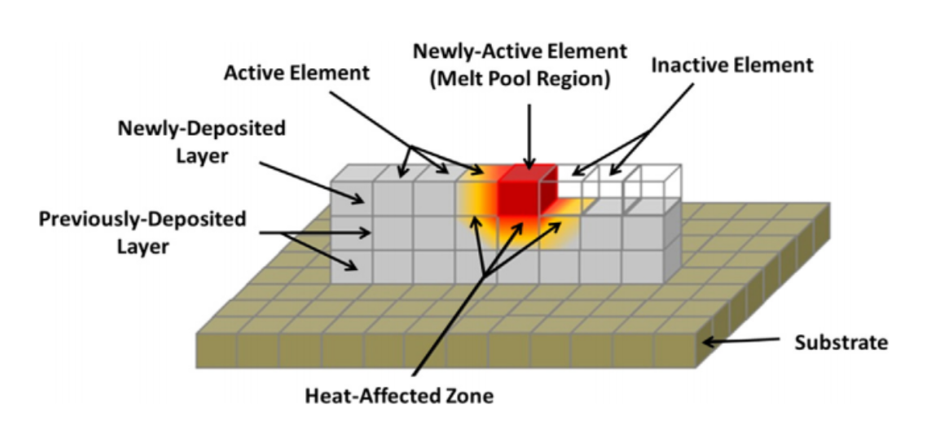 Newly-Active Element
(Melt Pool Region)
Active Element
Inactive Element
Newly-Deposited
Layer
Previously-Deposited
Layer
Substrate
Heat-Affected Zone